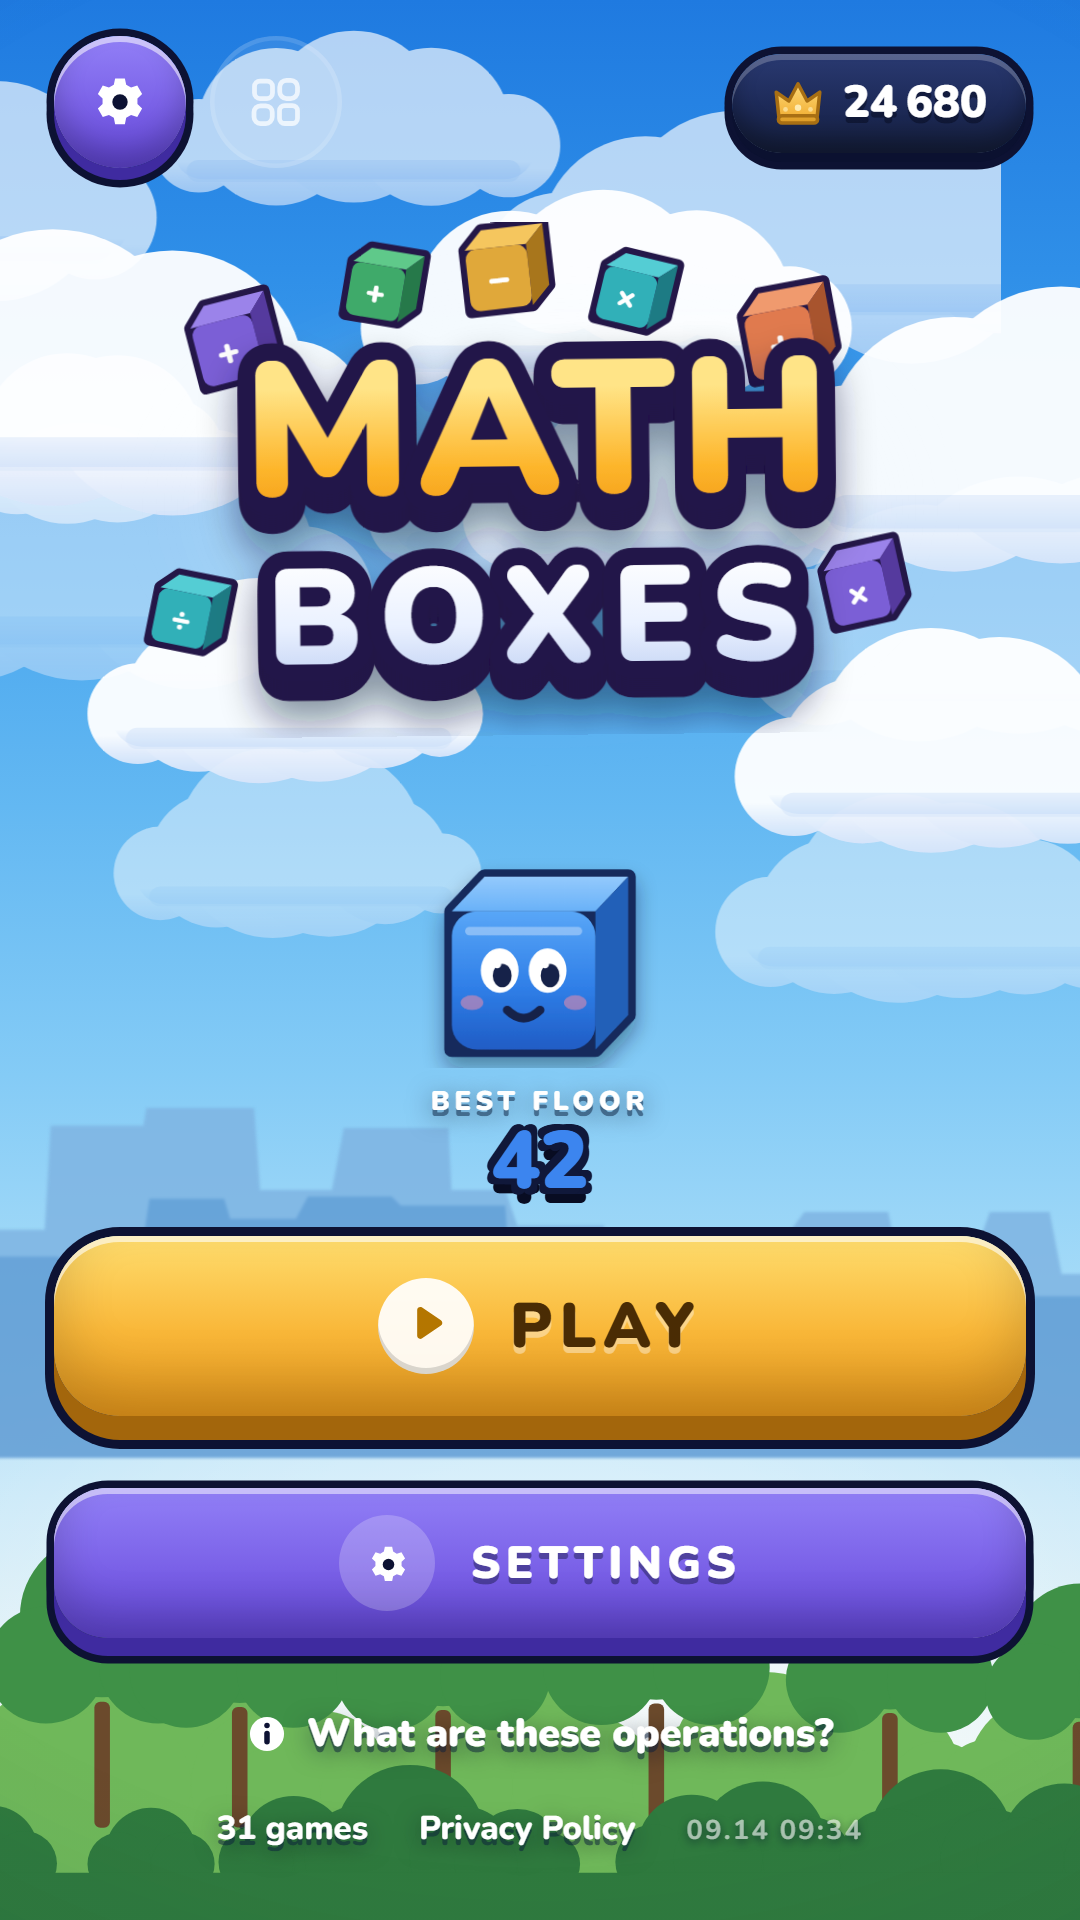 24 680
MATH
BOXES
BEST FLOOR
42
PLAY
SETTINGS
What are these operations?
31 games Privacy Policy 09.14 09:34